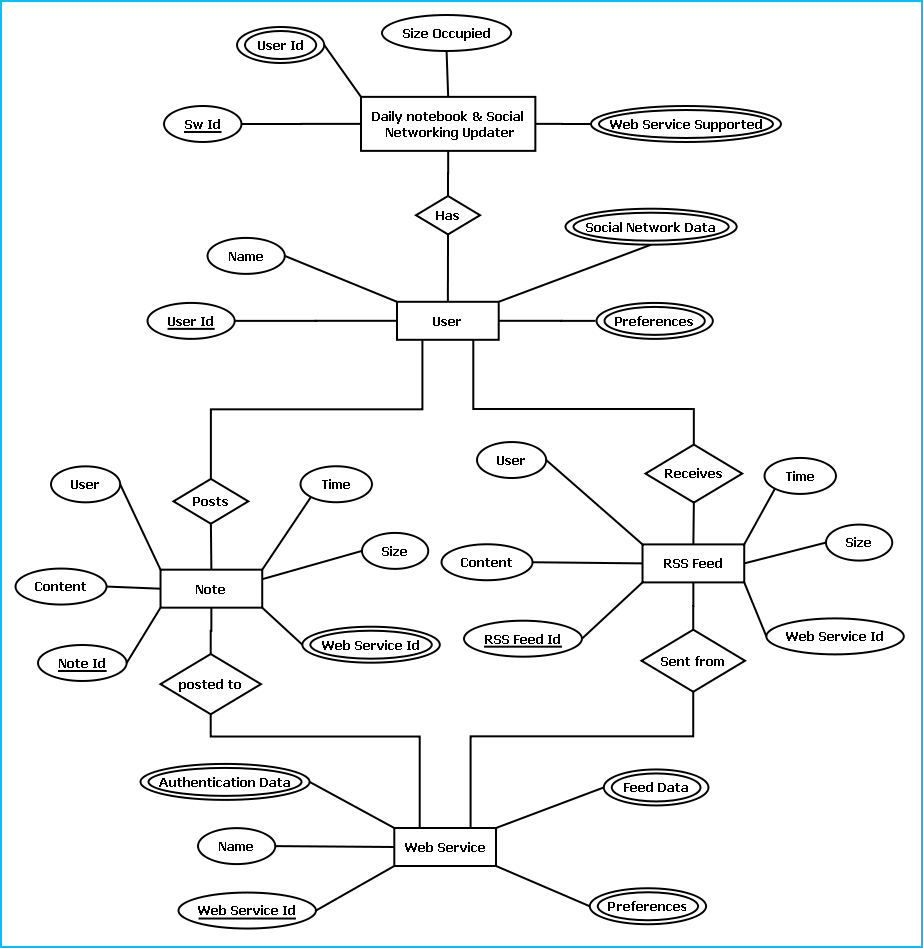 Size Occupied
User Id
Daily notebook & Social
Networking Updater
Sw Id
Web Service Supported
Has
Social Network Data
Name
User Id
User
Preferences
User
Receives
Time
User
Time
Posts
Size
Size
Content
RSS Feed
Content
Note
Web Service Id
RSS Feed Id
Web Service Id
Note Id
Sent from
posted to
Authentication Data
Feed Data
Name
Web Service
Preferences
Web Service Id